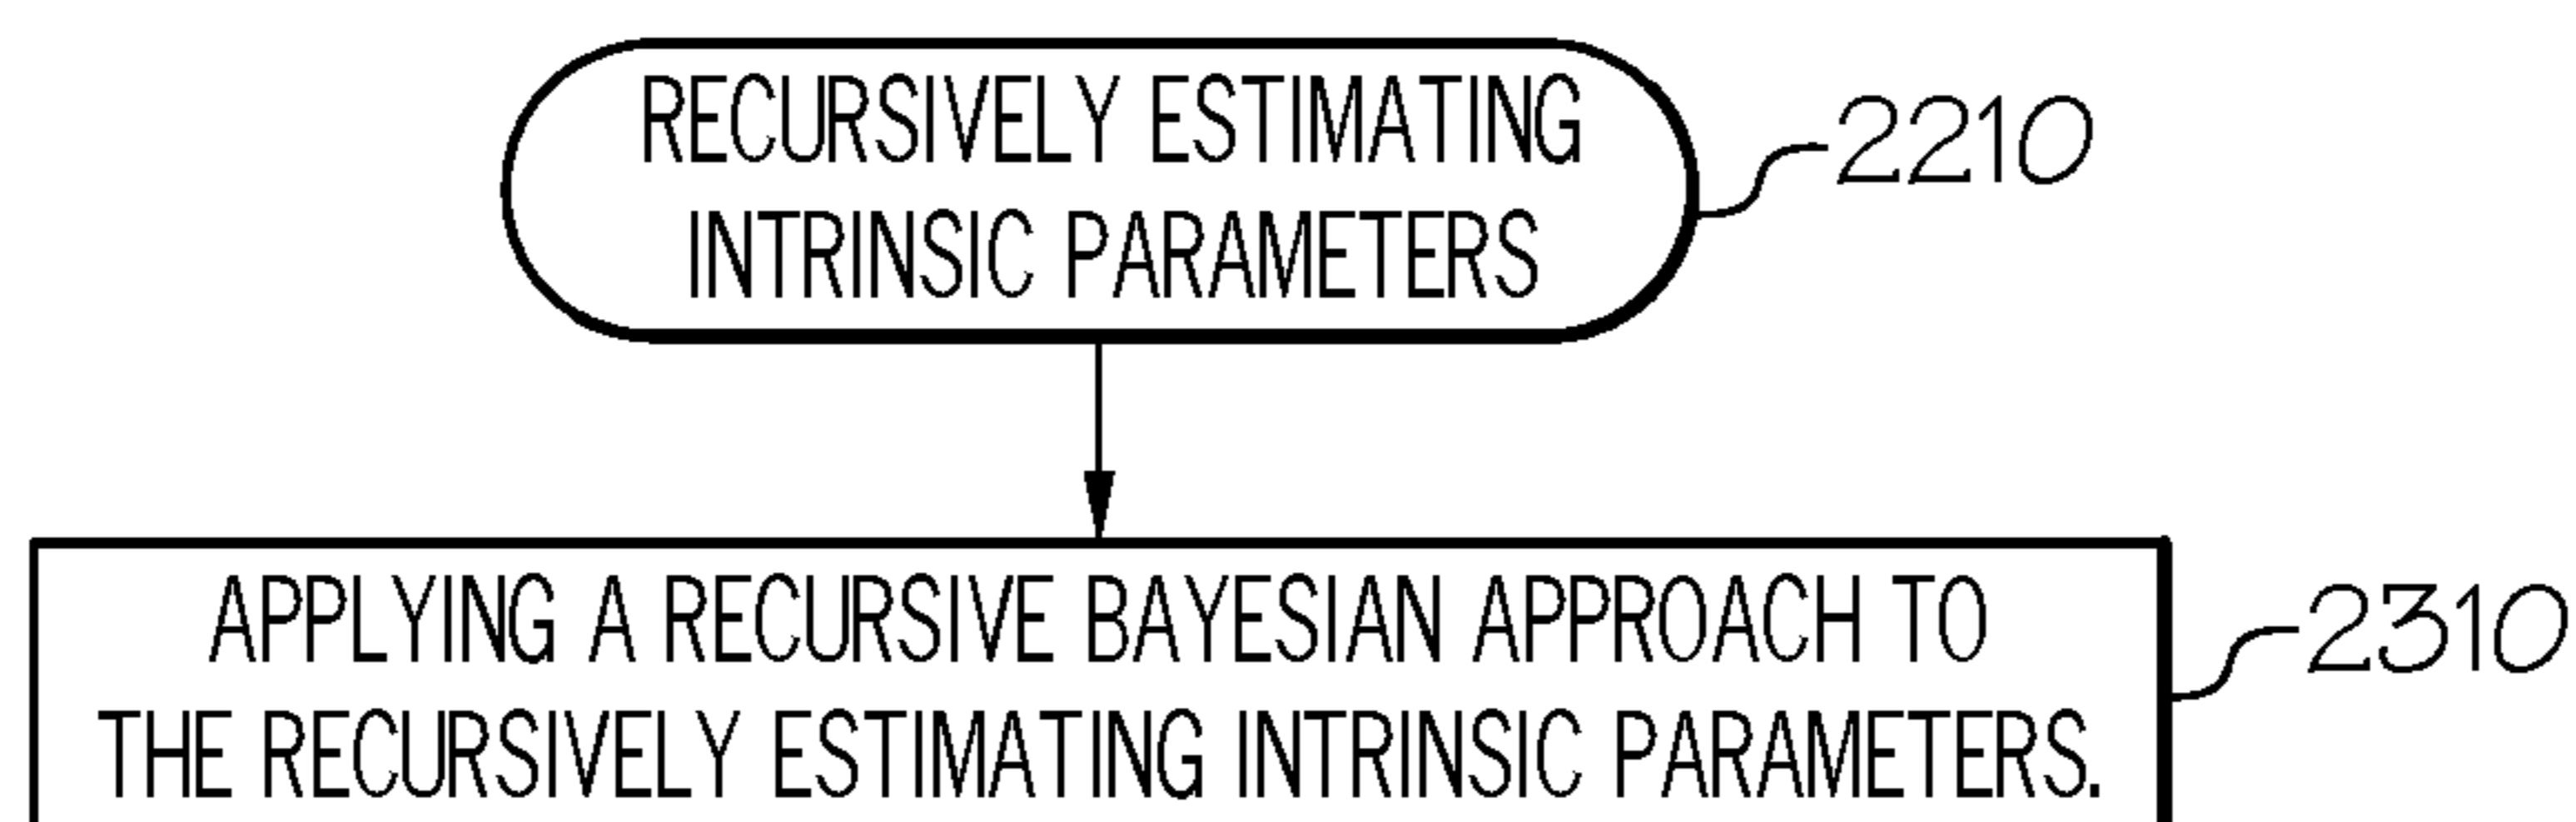 RECURSIVELY ESTIMATING
INTRINSIC PARAMETERS
2210
APPLYING A RECURSIVE BAYESIAN APPROACH TO
THE RECURSIVELY ESTIMATING INTRINSIC PARAMETERS.
2310